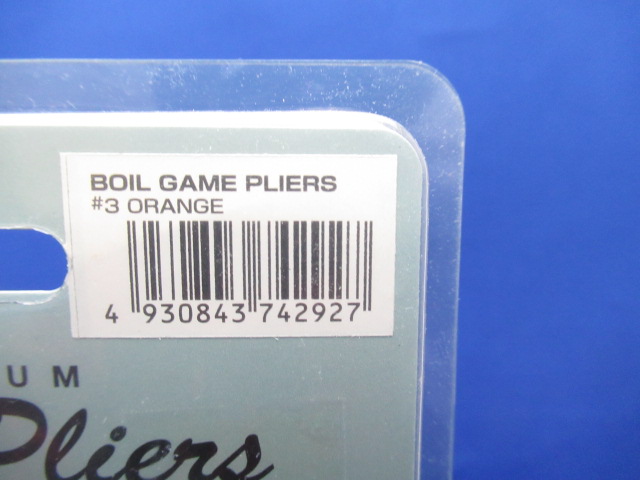 BOIL GAME PLIERS
#3 ORANGE
4 930843 742927
UM
Pliers